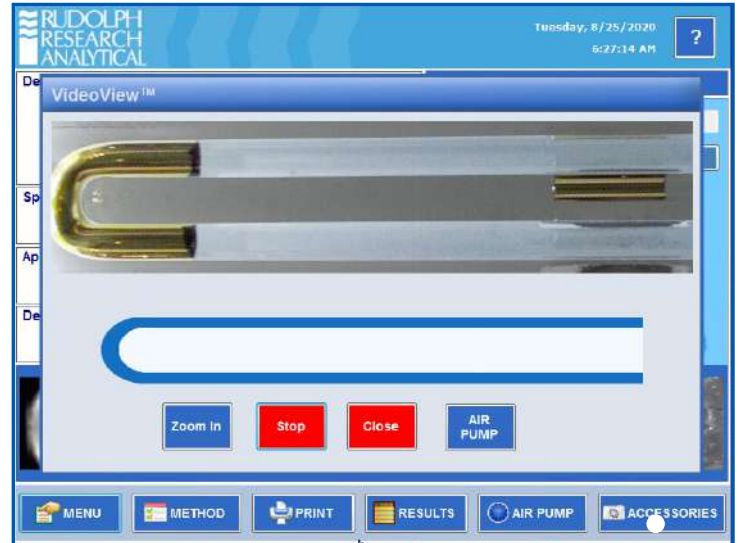 RUDOLPH
RESEARCH
ANALYTICAL
Tuesday, 8/25/2020
6:27:14 AM
?
De
VideoView™
Sp
Ap
De
Zoom In
Stop
Close
AIR
PUMP
MENU
METHOD
PRINT
RESULTS
AIR PUMP
ACCESSORIES